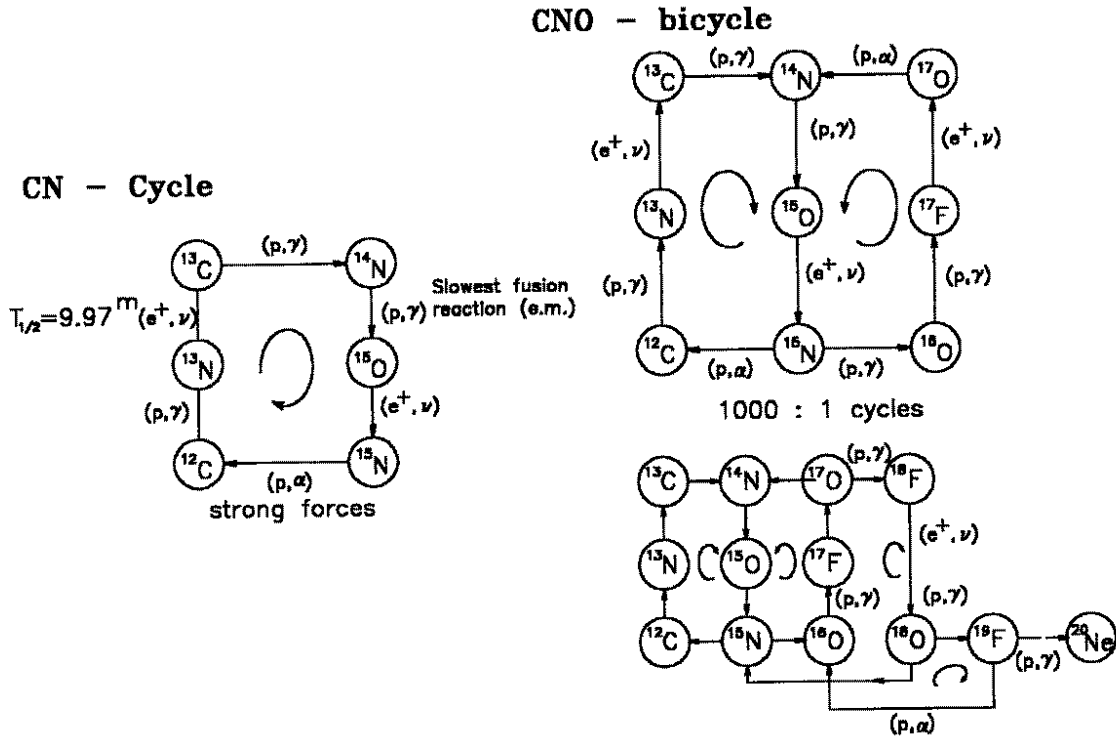 CNO – bicycle
¹³C (p,γ) ¹⁴N (p,α) ¹⁷O
(e⁺,ν) (p,γ) (e⁺,ν)
¹³N ¹⁵O ¹⁷F
(p,γ) (e⁺,ν) (p,γ)
¹²C (p,α) ¹⁵N (p,γ) ¹⁶O
1000 : 1 cycles
CN – Cycle
¹³C (p,γ) ¹⁴N
T₁/₂=9.97ᵐ (e⁺,ν) (p,γ) Slowest fusion
reaction (e.m.)
¹³N ¹⁵O
(p,γ) (e⁺,ν)
¹²C (p,α) ¹⁵N
strong forces
¹³C ¹⁴N ¹⁷O (p,γ) ¹⁸F
(e⁺,ν)
¹³N ¹⁵O ¹⁷F
(p,γ) (p,γ)
¹²C ¹⁵N ¹⁶O ¹⁸O ¹⁹F (p,γ) ²⁰Ne
(p,α)